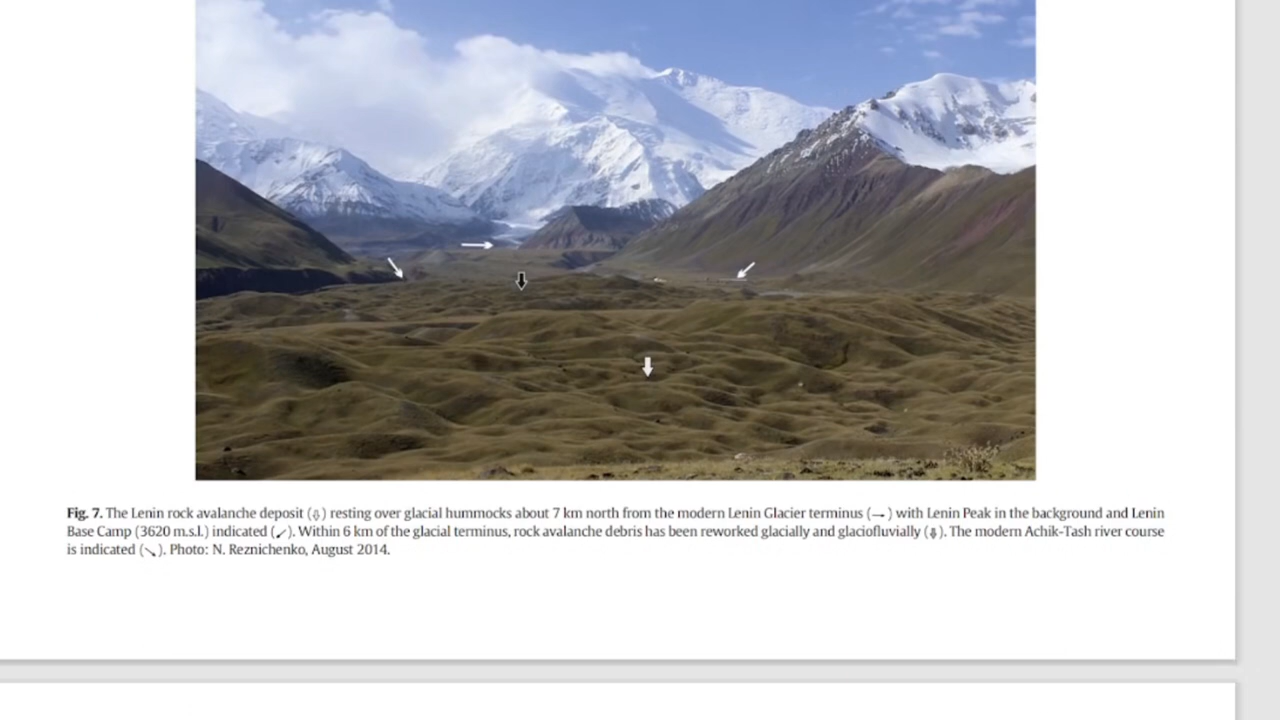 Fig. 7. The Lenin rock avalanche deposit (⇩) resting over glacial hummocks about 7 km north from the modern Lenin Glacier terminus (→) with Lenin Peak in the background and Lenin
Base Camp (3620 m.s.l.) indicated (↙). Within 6 km of the glacial terminus, rock avalanche debris has been reworked glacially and glaciofluvially (⬇). The modern Achik-Tash river course
is indicated (↘). Photo: N. Reznichenko, August 2014.